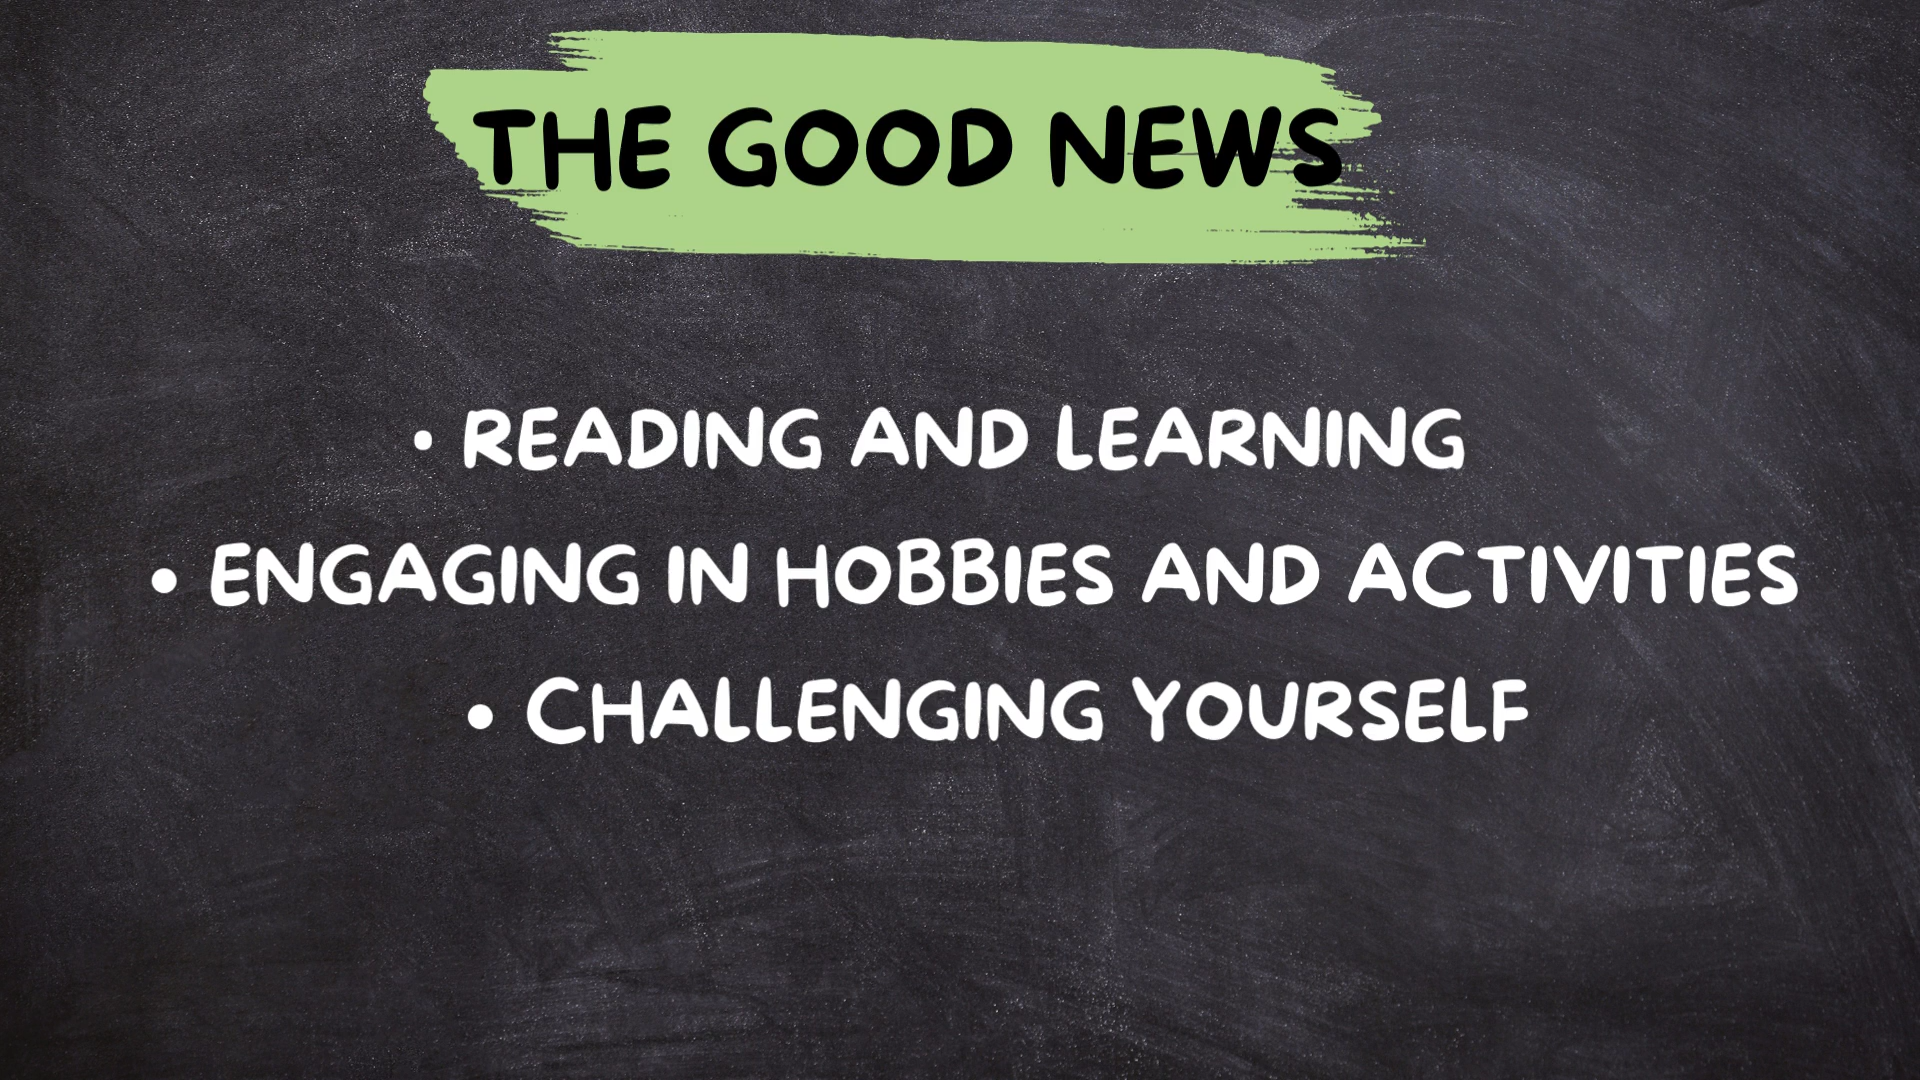 THE GOOD NEWS
• READING AND LEARNING
• ENGAGING IN HOBBIES AND ACTIVITIES
• CHALLENGING YOURSELF